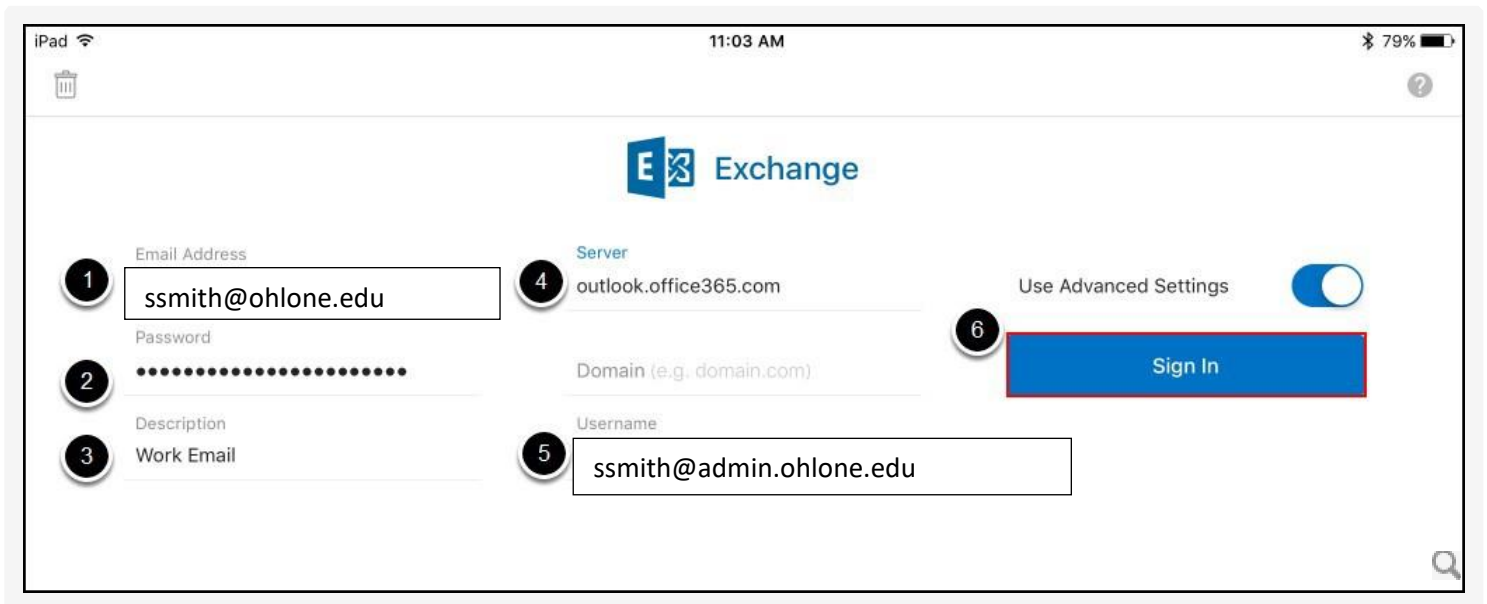 iPad 11:03 AM 79%
?
E Exchange
Email Address
1 ssmith@ohlone.edu
Password
2 ••••••••••••••••••••••••
Description
3 Work Email
Server
4 outlook.office365.com
Domain (e.g. domain.com)
Username
5 ssmith@admin.ohlone.edu
Use Advanced Settings
6 Sign In